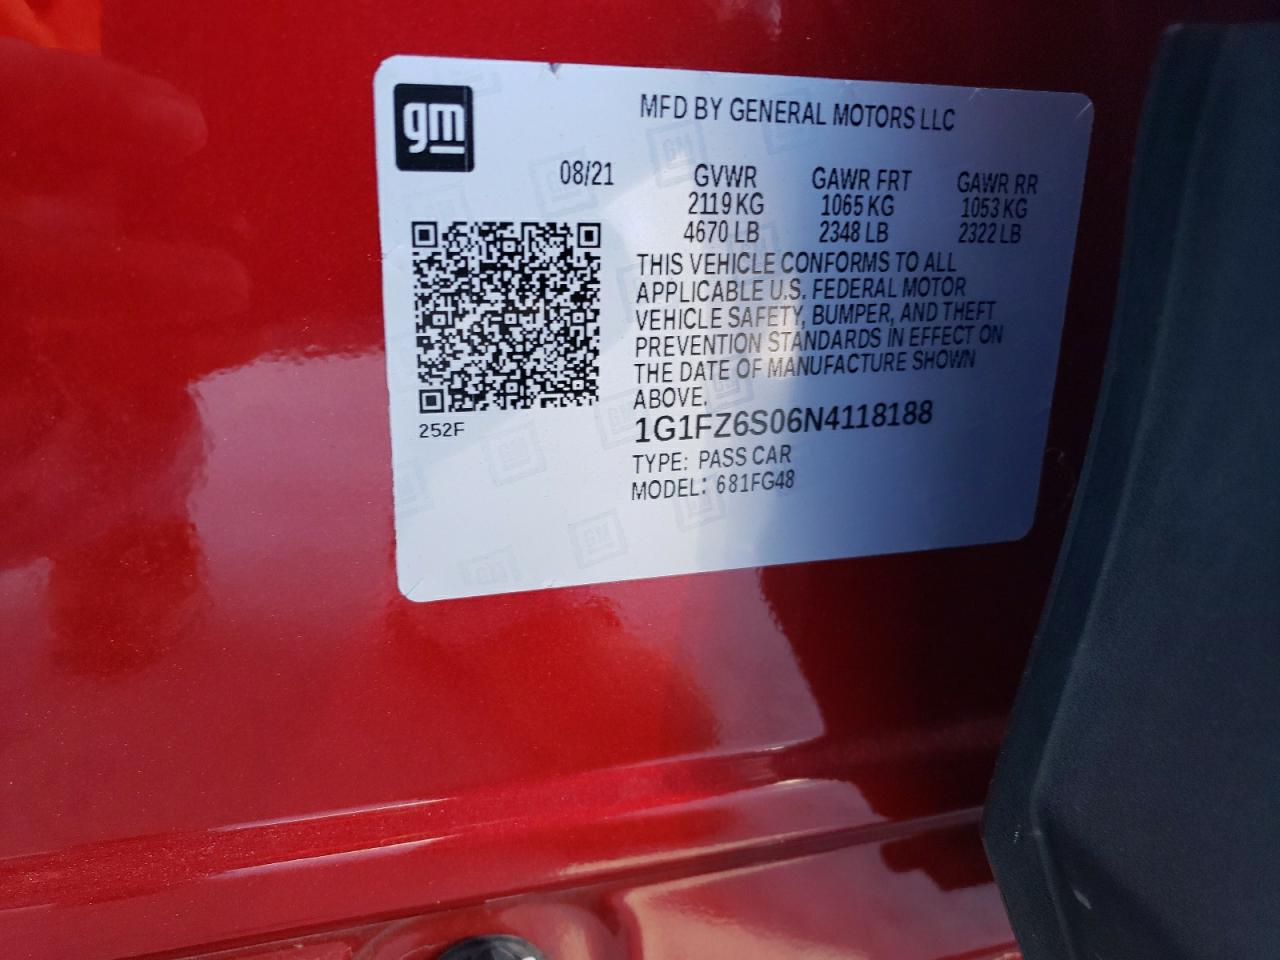 gm
MFD BY GENERAL MOTORS LLC
08/21 GVWR GAWR FRT GAWR RR
2119 KG 1065 KG 1053 KG
4670 LB 2348 LB 2322 LB
THIS VEHICLE CONFORMS TO ALL
APPLICABLE U.S. FEDERAL MOTOR
VEHICLE SAFETY, BUMPER, AND THEFT
PREVENTION STANDARDS IN EFFECT ON
THE DATE OF MANUFACTURE SHOWN
ABOVE.
252F
1G1FZ6S06N4118188
TYPE: PASS CAR
MODEL: 681FG48